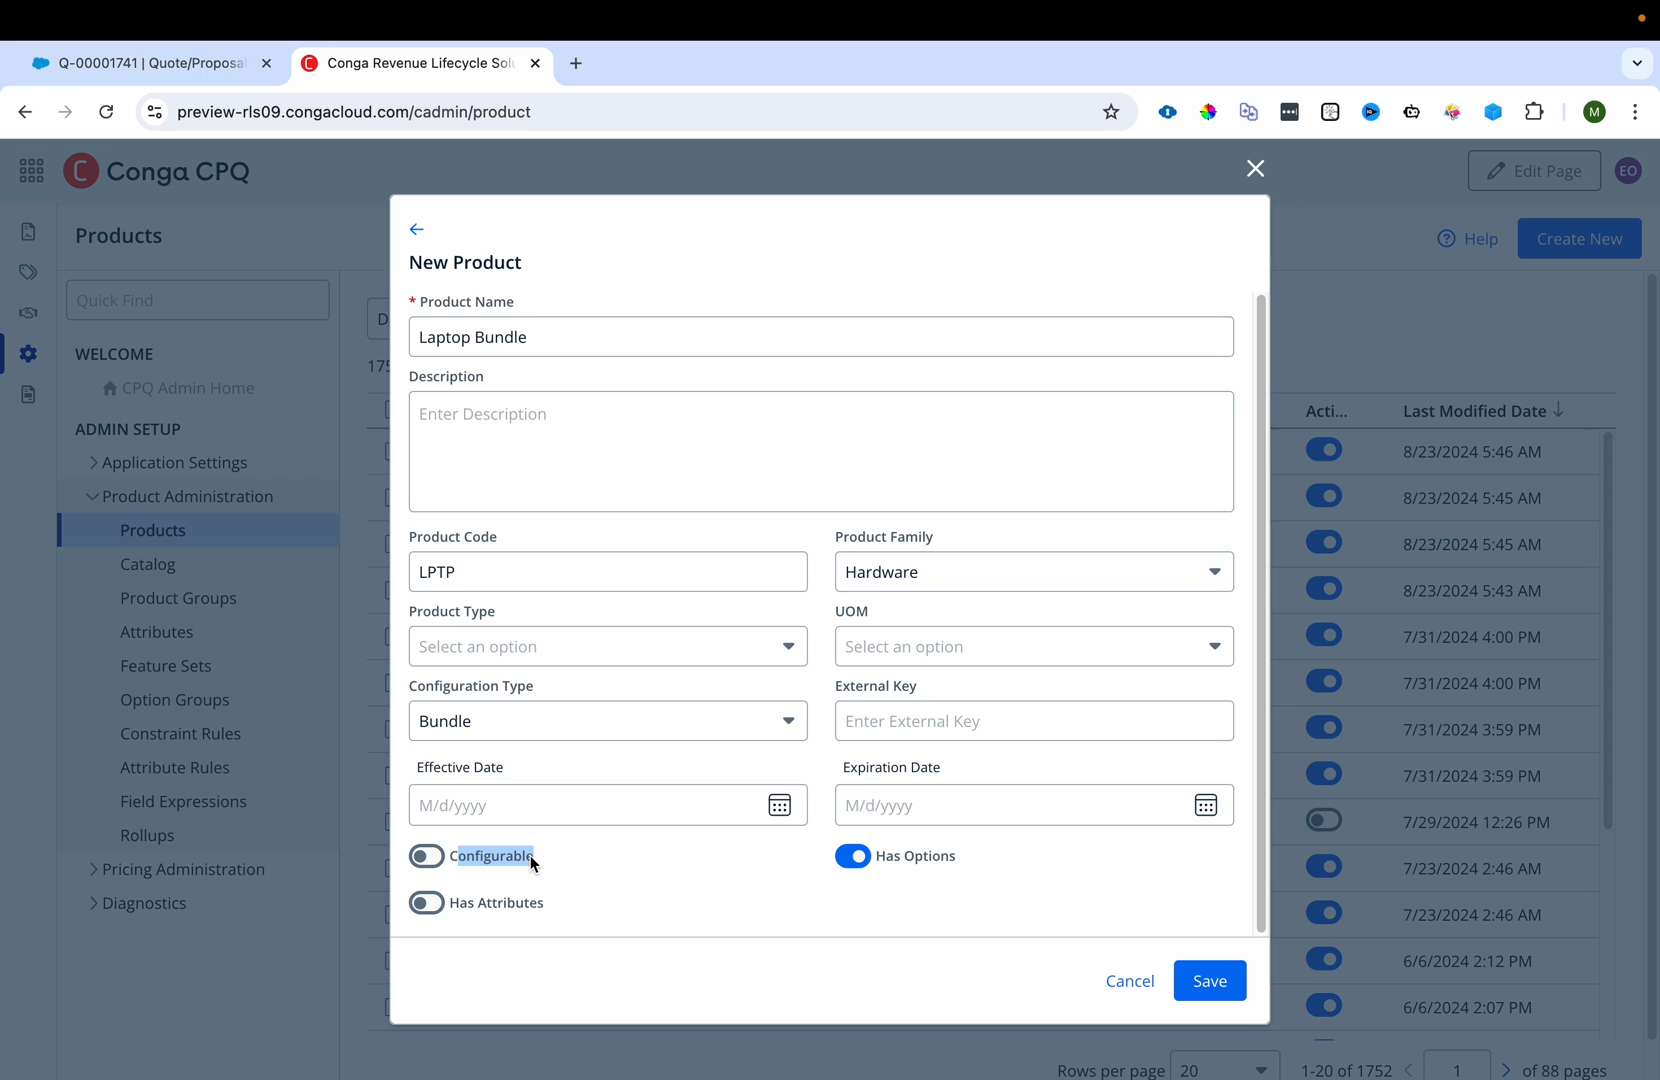 Q-00001741 | Quote/Proposal
Conga Revenue Lifecycle Solu
preview-rls09.congacloud.com/cadmin/product
M
C
Conga CPQ
Edit Page
EO
Products
Help
Create New
Quick Find
WELCOME
CPQ Admin Home
ADMIN SETUP
Application Settings
Product Administration
Products
Catalog
Product Groups
Attributes
Feature Sets
Option Groups
Constraint Rules
Attribute Rules
Field Expressions
Rollups
Pricing Administration
Diagnostics
New Product
* Product Name
Laptop Bundle
Description
Enter Description
Product Code
Product Family
LPTP
Hardware
Product Type
UOM
Select an option
Select an option
Configuration Type
External Key
Bundle
Enter External Key
Effective Date
Expiration Date
M/d/yyyy
M/d/yyyy
Configurable
Has Options
Has Attributes
Cancel
Save
Acti...
Last Modified Date
8/23/2024 5:46 AM
8/23/2024 5:45 AM
8/23/2024 5:45 AM
8/23/2024 5:43 AM
7/31/2024 4:00 PM
7/31/2024 4:00 PM
7/31/2024 3:59 PM
7/31/2024 3:59 PM
7/29/2024 12:26 PM
7/23/2024 2:46 AM
7/23/2024 2:46 AM
6/6/2024 2:12 PM
6/6/2024 2:07 PM
Rows per page 20 1-20 of 1752 1 of 88 pages